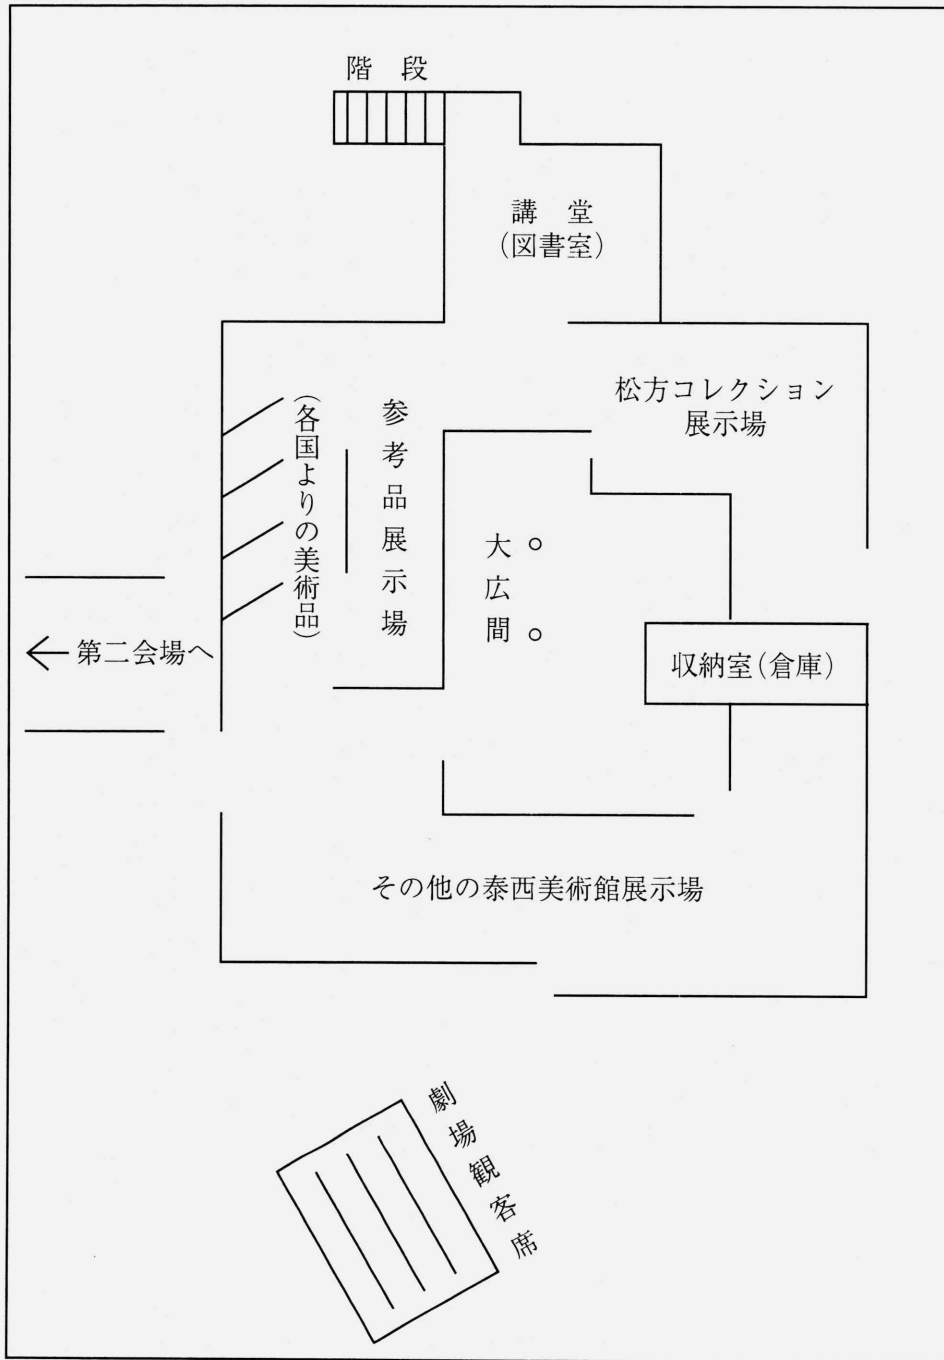 階段
講堂
(図書室)
松方コレクション
展示場
参考品展示場
(各国よりの美術品)
大広間
←第二会場へ
収納室(倉庫)
その他の泰西美術館展示場
劇場観客席